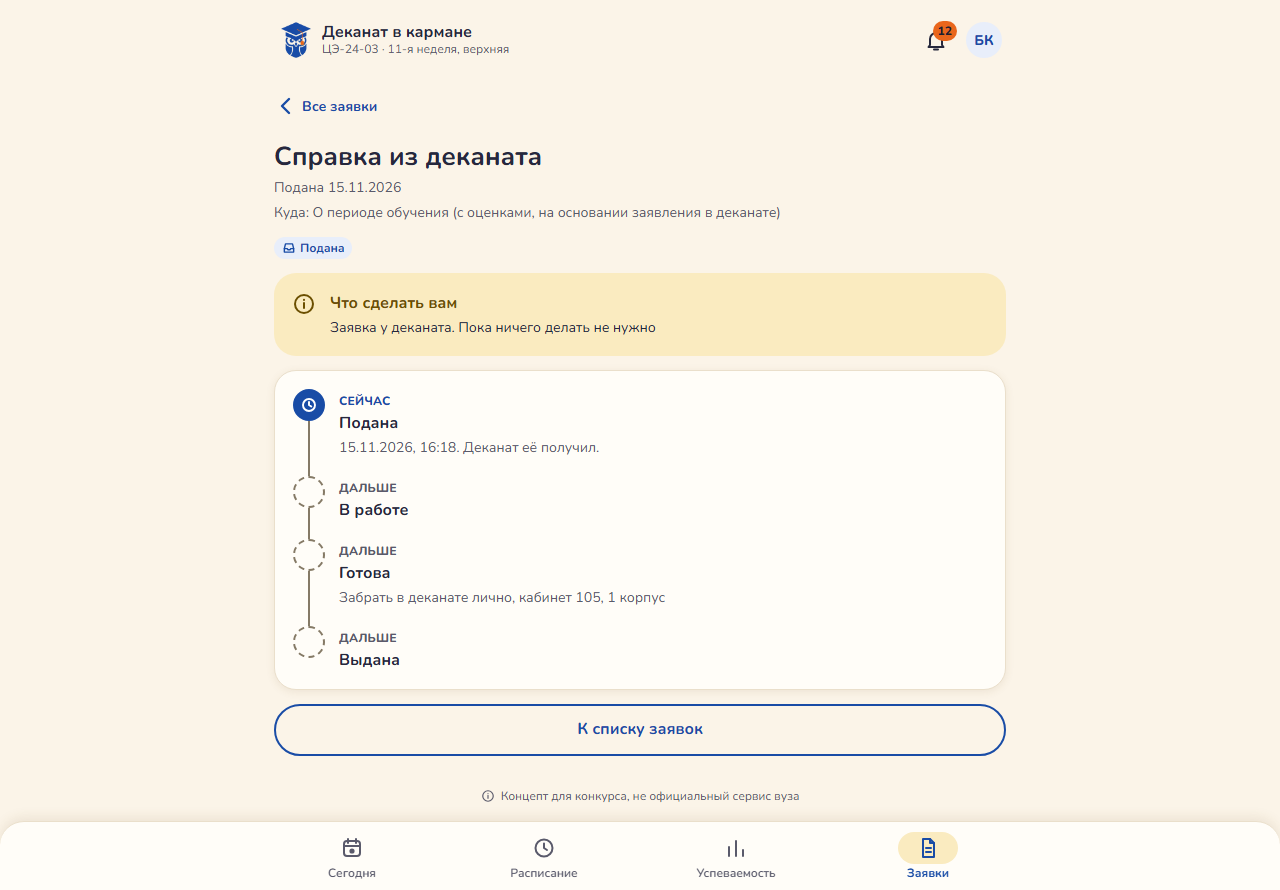 Деканат в кармане
ЦЭ-24-03 · 11-я неделя, верхняя
12
БК
Все заявки
Справка из деканата
Подана 15.11.2026
Куда: О периоде обучения (с оценками, на основании заявления в деканате)
Подана
Что сделать вам
Заявка у деканата. Пока ничего делать не нужно
СЕЙЧАС
Подана
15.11.2026, 16:18. Деканат её получил.
ДАЛЬШЕ
В работе
ДАЛЬШЕ
Готова
Забрать в деканате лично, кабинет 105, 1 корпус
ДАЛЬШЕ
Выдана
К списку заявок
Концепт для конкурса, не официальный сервис вуза
Сегодня
Расписание
Успеваемость
Заявки